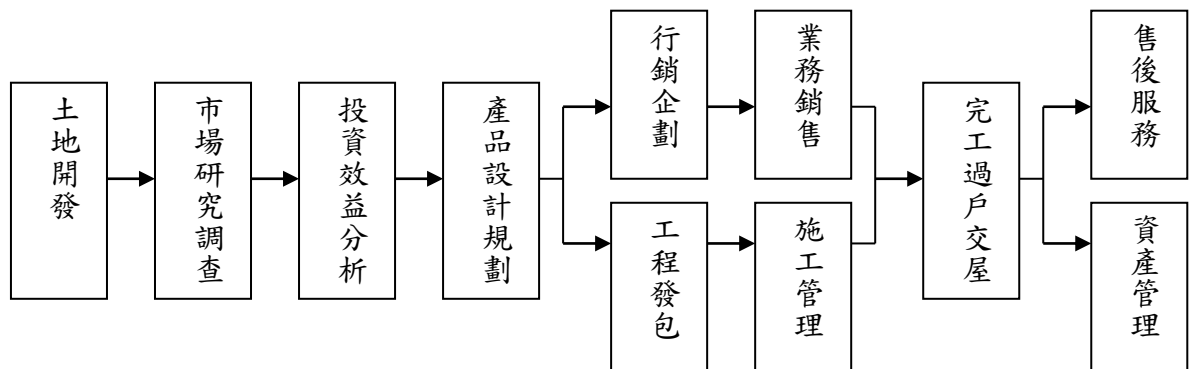 土地開發
市場研究調查
投資效益分析
產品設計規劃
行銷企劃
業務銷售
工程發包
施工管理
完工過戶交屋
售後服務
資產管理